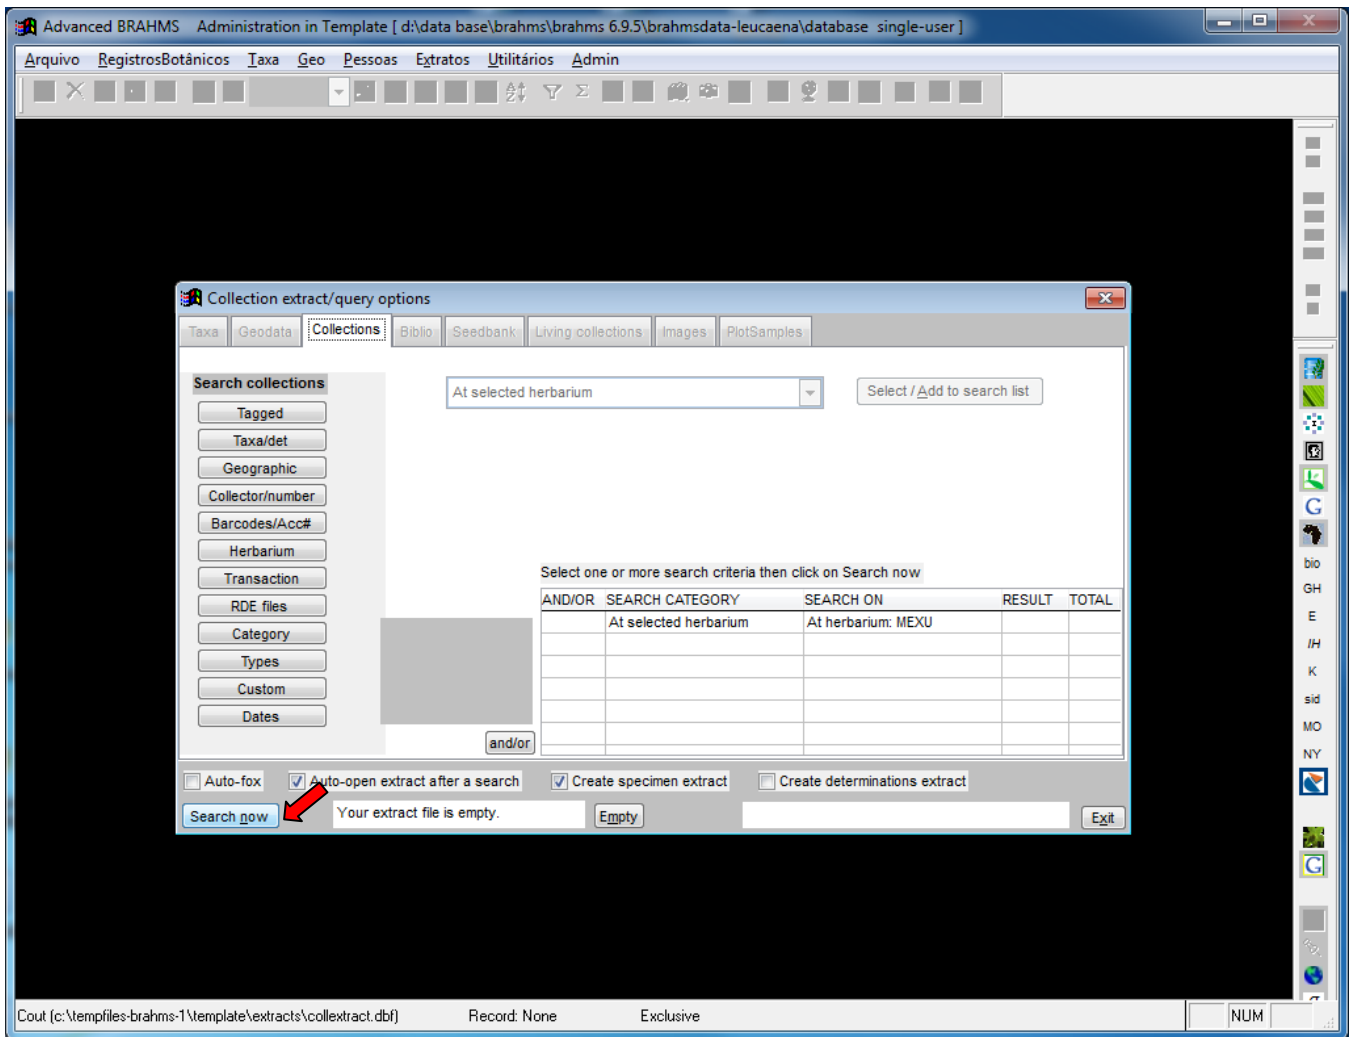 Advanced BRAHMS   Administration in Template [ d:\data base\brahms\brahms 6.9.5\brahmsdata-leucaena\database  single-user ]
Arquivo   RegistrosBotânicos   Taxa   Geo   Pessoas   Extratos   Utilitários   Admin
Collection extract/query options
Taxa   Geodata   Collections   Biblio   Seedbank   Living collections   Images   PlotSamples
Search collections
At selected herbarium   Select / Add to search list
Tagged
Taxa/det
Geographic
Collector/number
Barcodes/Acc#
Herbarium
Transaction
RDE files
Category
Types
Custom
Dates
Select one or more search criteria then click on Search now
AND/OR   SEARCH CATEGORY   SEARCH ON   RESULT   TOTAL
At selected herbarium   At herbarium: MEXU
and/or
Auto-fox   Auto-open extract after a search   Create specimen extract   Create determinations extract
Search now   Your extract file is empty.   Empty   Exit
G
bio
GH
E
IH
K
sid
MO
NY
G
Cout (c:\tempfiles-brahms-1\template\extracts\collextract.dbf)   Record: None   Exclusive   NUM